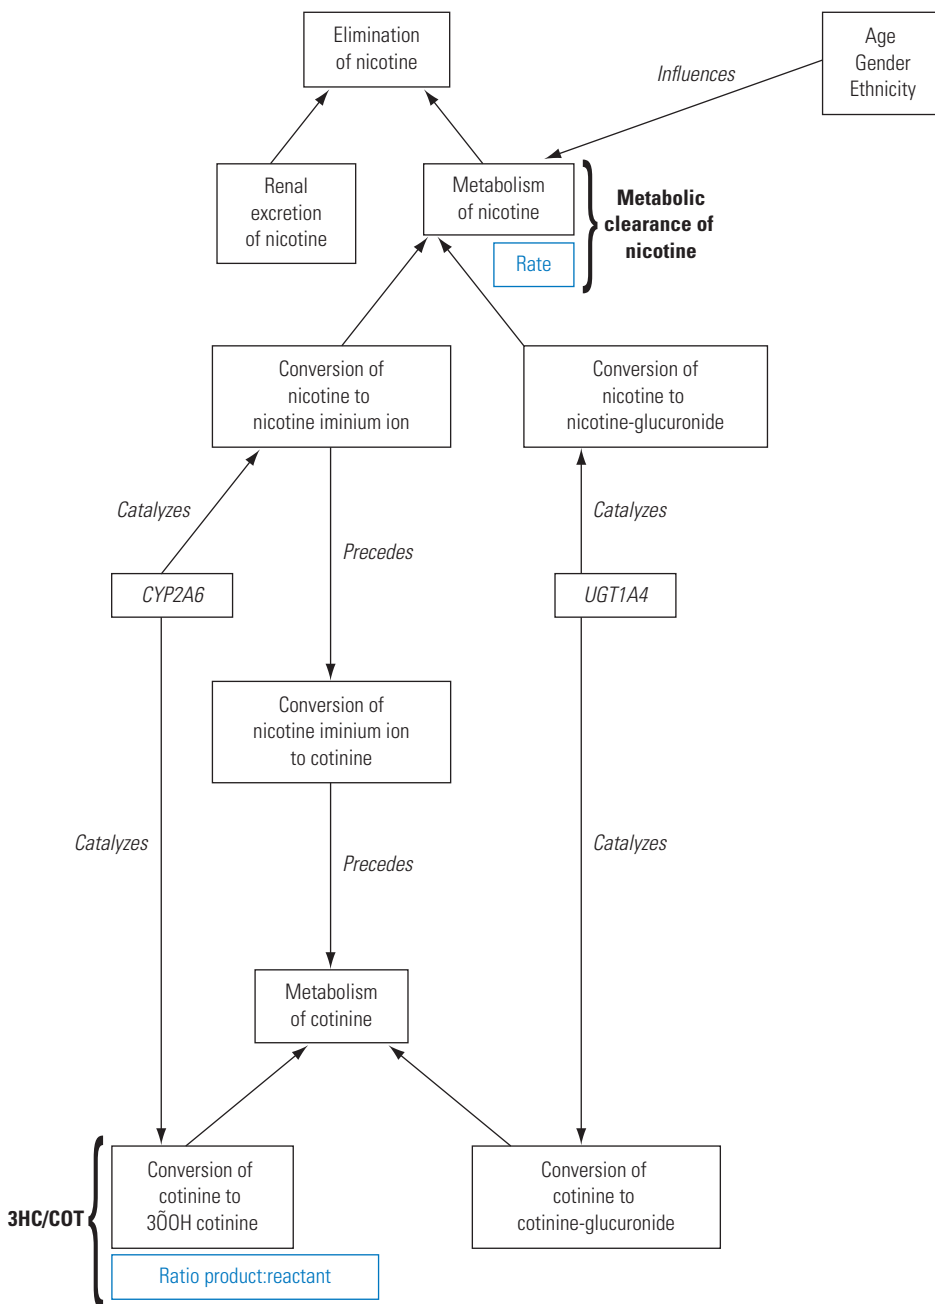 Elimination
of nicotine
Age
Gender
Ethnicity
Influences
Renal
excretion
of nicotine
Metabolism
of nicotine
Rate
Metabolic
clearance of
nicotine
Conversion of
nicotine to
nicotine iminium ion
Conversion of
nicotine to
nicotine-glucuronide
Catalyzes
Catalyzes
Precedes
CYP2A6
UGT1A4
Conversion of
nicotine iminium ion
to cotinine
Catalyzes
Precedes
Catalyzes
Metabolism
of cotinine
3HC/COT
Conversion of
cotinine to
3ÕOH cotinine
Ratio product:reactant
Conversion of
cotinine to
cotinine-glucuronide